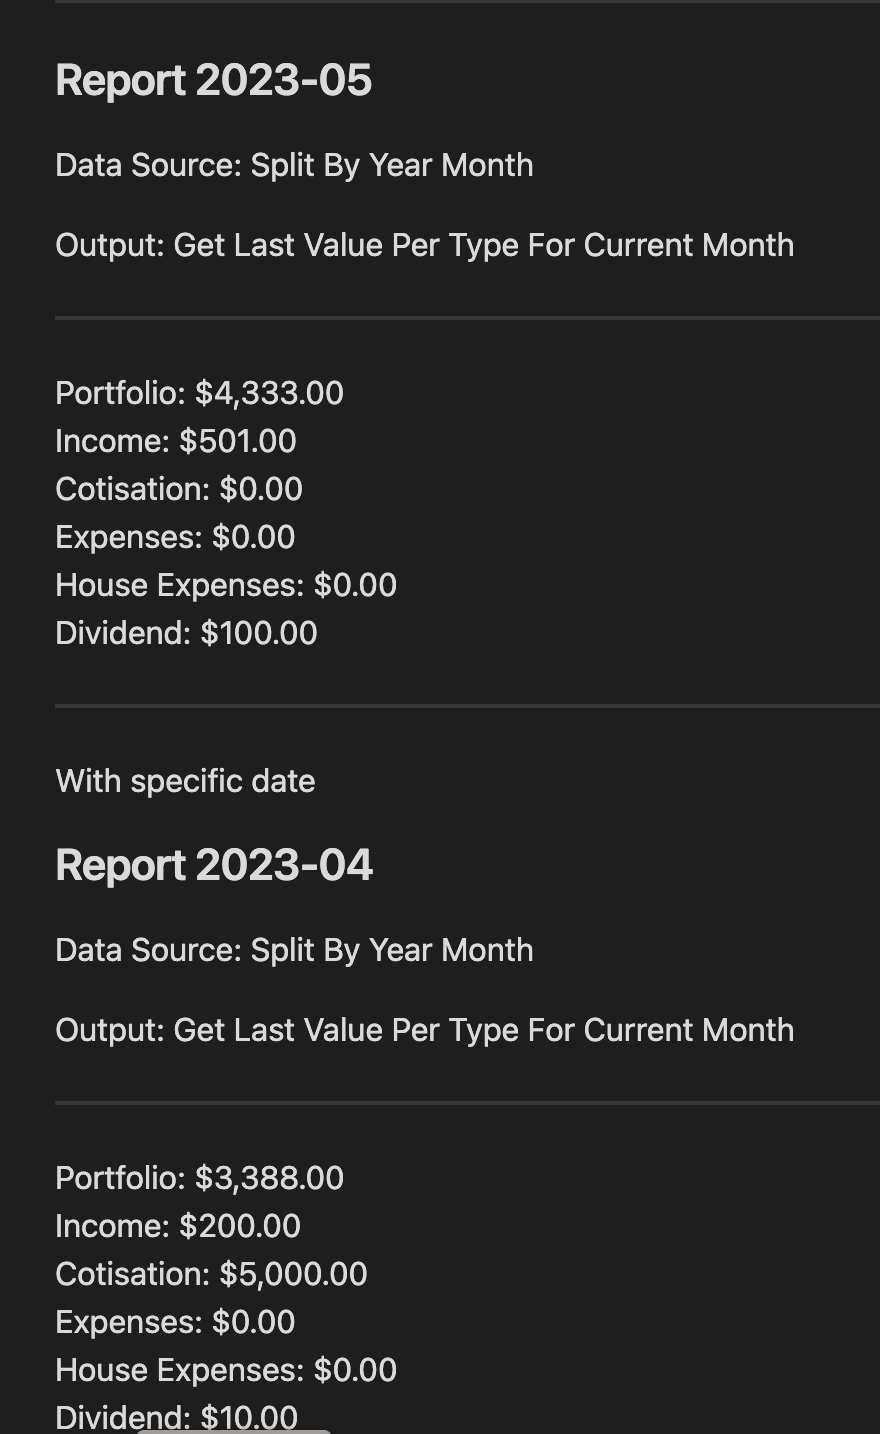 Report 2023-05
Data Source: Split By Year Month
Output: Get Last Value Per Type For Current Month
Portfolio: $4,333.00
Income: $501.00
Cotisation: $0.00
Expenses: $0.00
House Expenses: $0.00
Dividend: $100.00
With specific date
Report 2023-04
Data Source: Split By Year Month
Output: Get Last Value Per Type For Current Month
Portfolio: $3,388.00
Income: $200.00
Cotisation: $5,000.00
Expenses: $0.00
House Expenses: $0.00
Dividend: $10.00